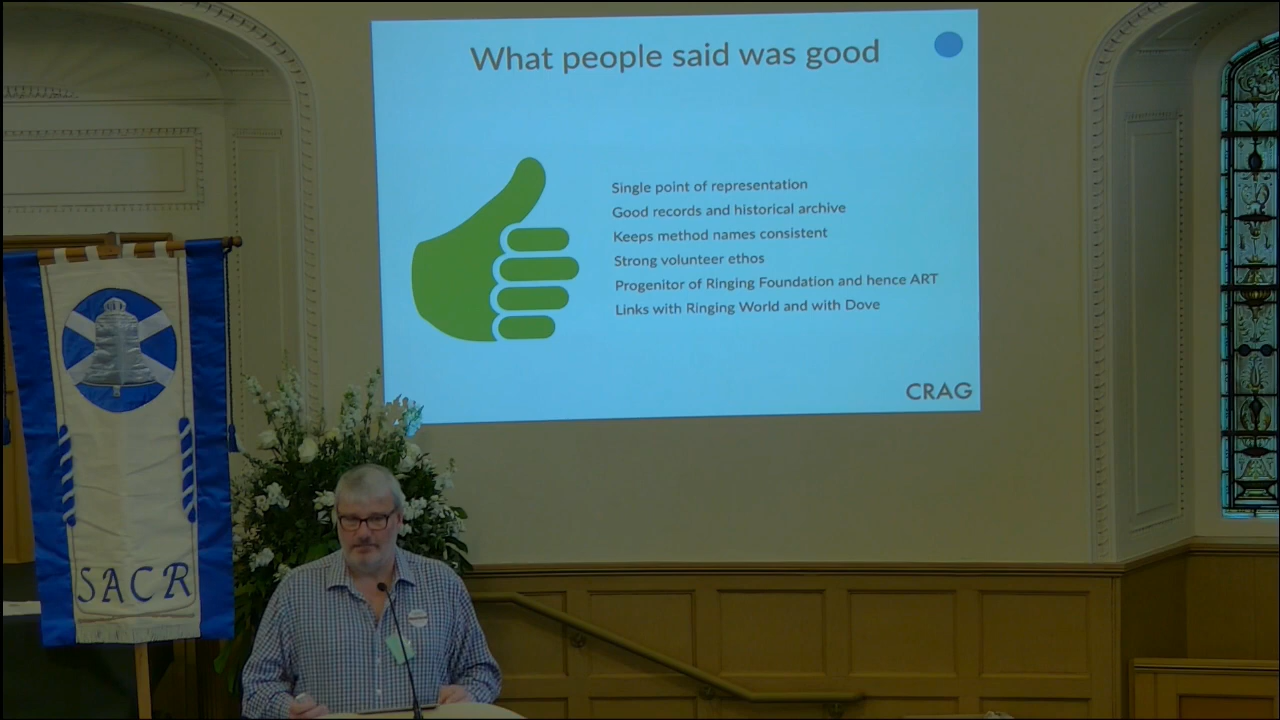 What people said was good
Single point of representation
Good records and historical archive
Keeps method names consistent
Strong volunteer ethos
Progenitor of Ringing Foundation and hence ART
Links with Ringing World and with Dove
CRAG
SACR